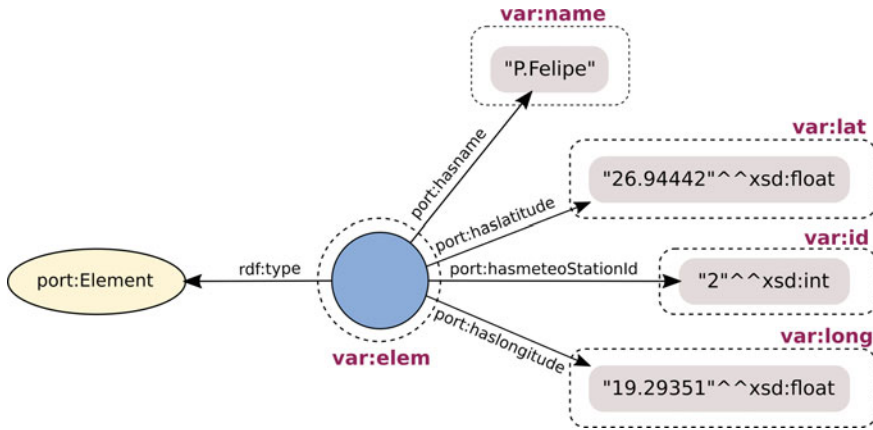 var:name
"P.Felipe"
var:lat
port:hasname
"26.94442"^^xsd:float
port:haslatitude
var:id
port:Element
rdf:type
port:hasmeteoStationId
"2"^^xsd:int
port:haslongitude
var:long
var:elem
"19.29351"^^xsd:float